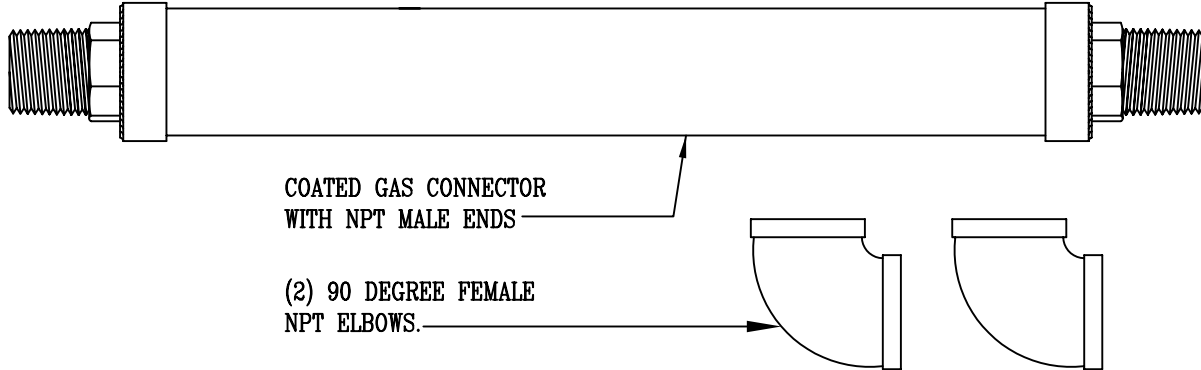 COATED GAS CONNECTOR
WITH NPT MALE ENDS
(2) 90 DEGREE FEMALE
NPT ELBOWS.